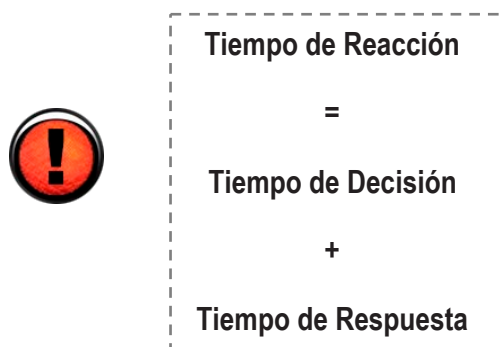 Tiempo de Reacción
=
Tiempo de Decisión
+
Tiempo de Respuesta